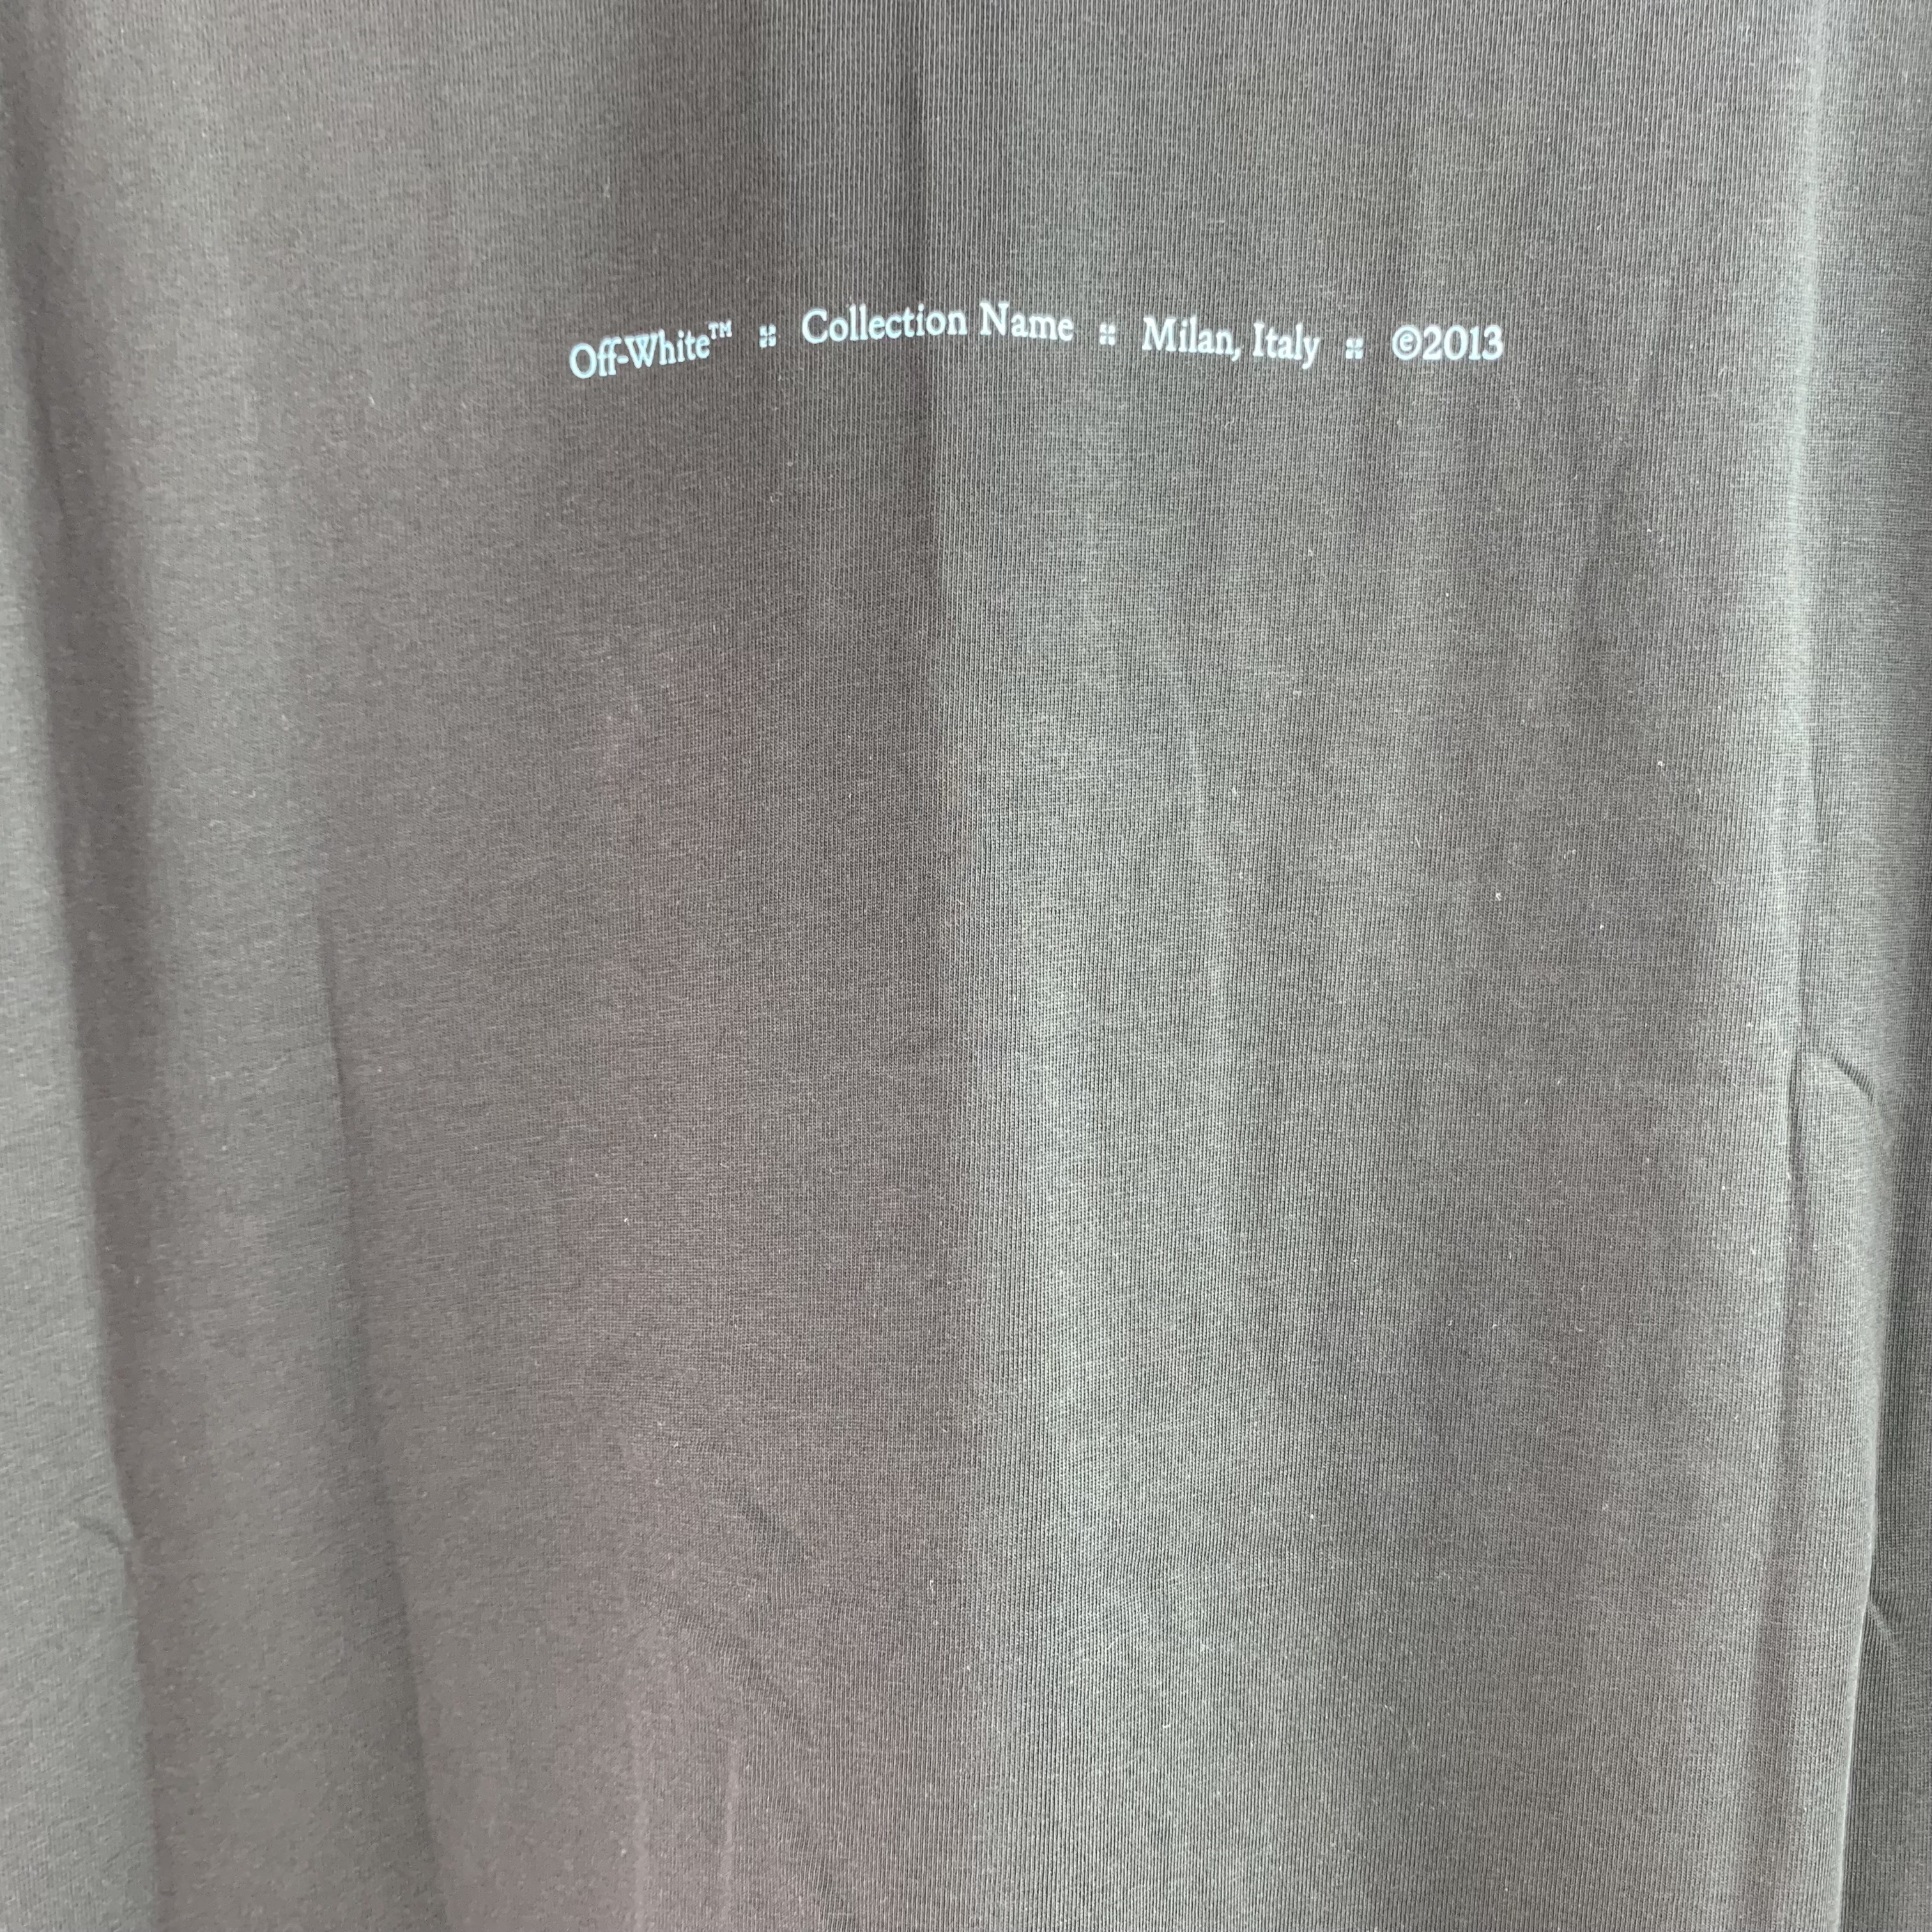 Off-White™ :: Collection Name :: Milan, Italy :: ©2013